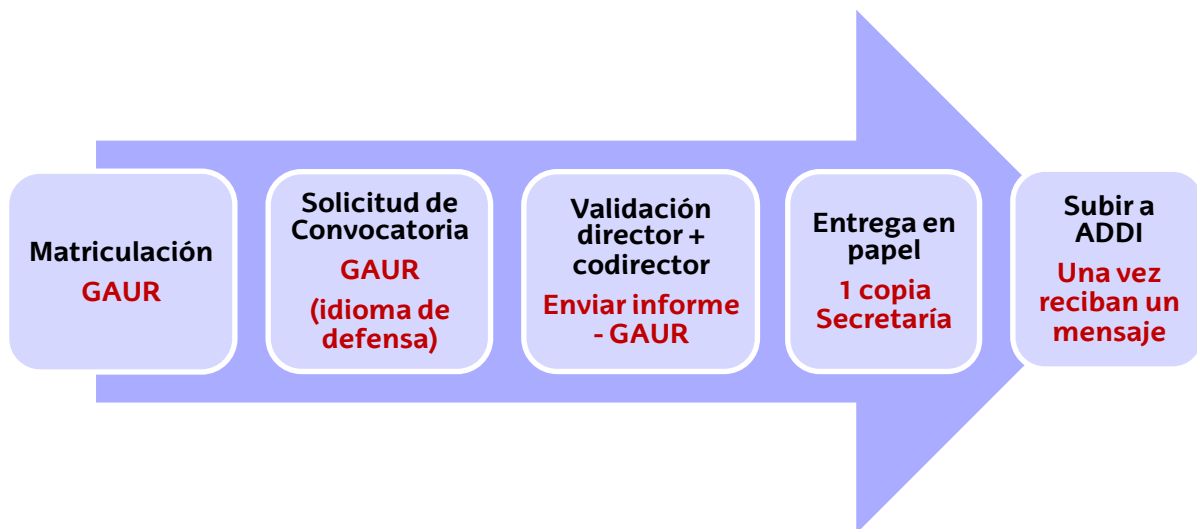 Matriculación
GAUR
Solicitud de
Convocatoria
GAUR
(idioma de
defensa)
Validación
director +
codirector
Enviar informe
- GAUR
Entrega en
papel
1 copia
Secretaría
Subir a
ADDI
Una vez
reciban un
mensaje